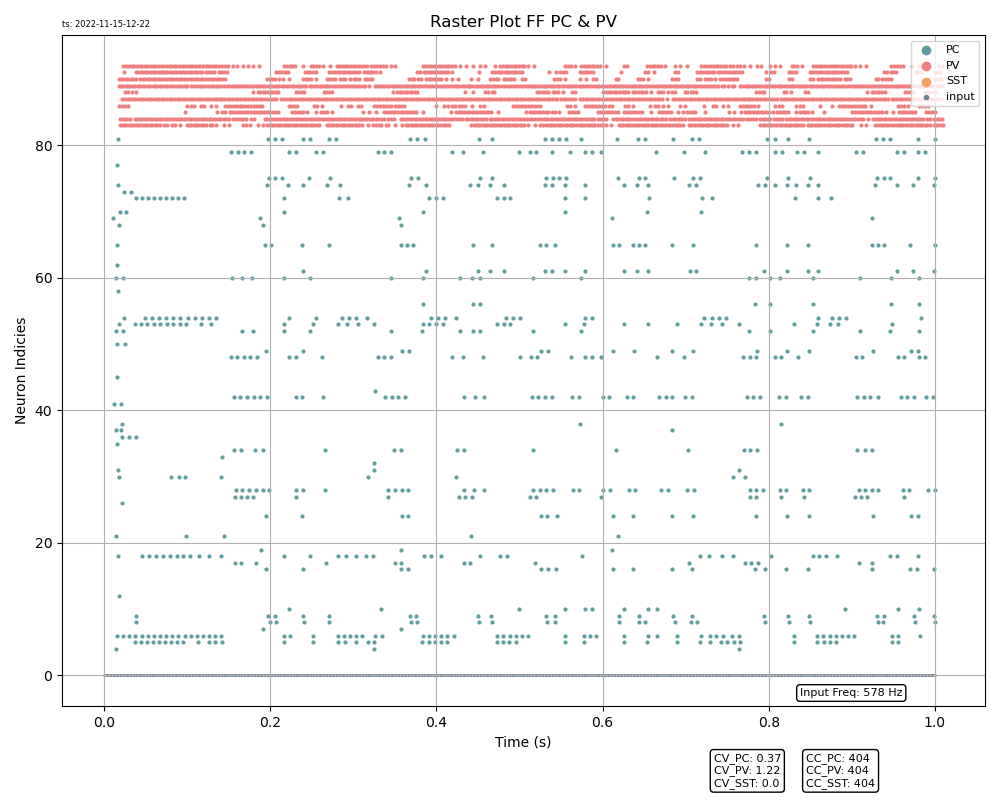 ts: 2022-11-15-12-22
Raster Plot FF PC & PV
PC
PV
SST
input
Neuron Indicies
80
60
40
20
0
Input Freq: 578 Hz
0.0 0.2 0.4 0.6 0.8 1.0
Time (s)
CV_PC: 0.37
CV_PV: 1.22
CV_SST: 0.0
CC_PC: 404
CC_PV: 404
CC_SST: 404